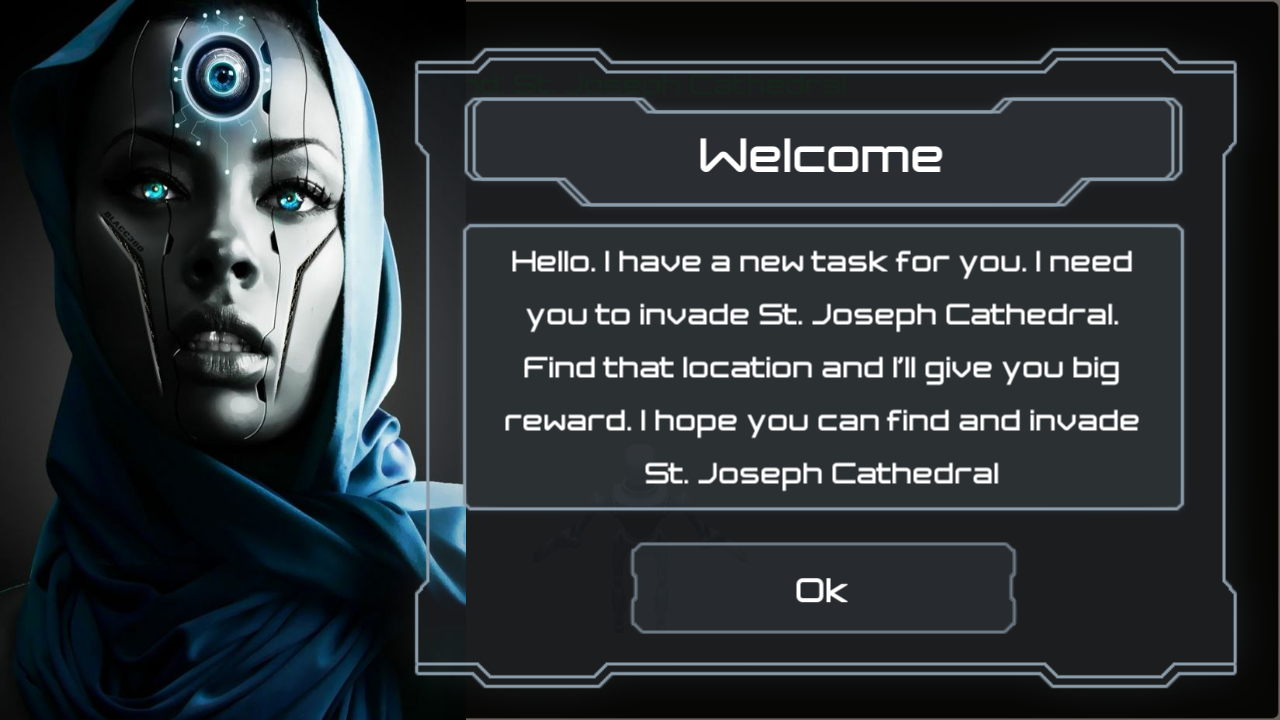 Welcome
Hello. I have a new task for you. I need
you to invade St. Joseph Cathedral.
Find that location and I'll give you big
reward. I hope you can find and invade
St. Joseph Cathedral
Ok